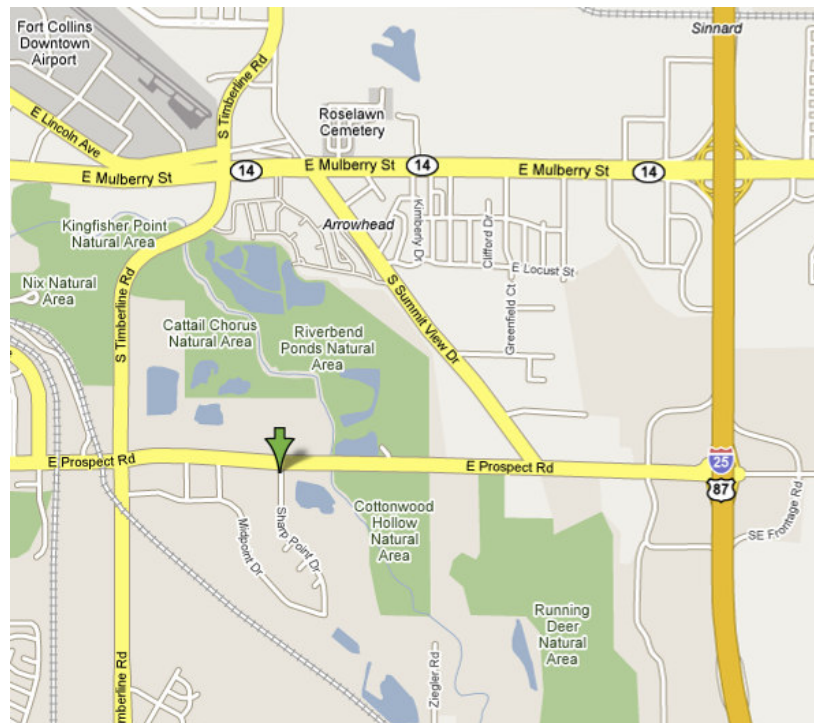 Fort Collins
Downtown
Airport
Sinnard
S Timberline Rd
E Lincoln Ave
Roselawn
Cemetery
E Mulberry St
14
E Mulberry St
14
E Mulberry St
14
Kingfisher Point
Natural Area
Arrowhead
Kimberly Dr
Clifford Dr
E Locust St
Nix Natural
Area
S Timberline Rd
Cattail Chorus
Natural Area
Riverbend
Ponds Natural
Area
S Summit View Dr
Greenfield Ct
E Prospect Rd
E Prospect Rd
25
87
Midpoint Dr
Sharp Point Dr
Cottonwood
Hollow
Natural
Area
SE Frontage Rd
Running
Deer
Natural
Area
Ziegler Rd
mberline Rd